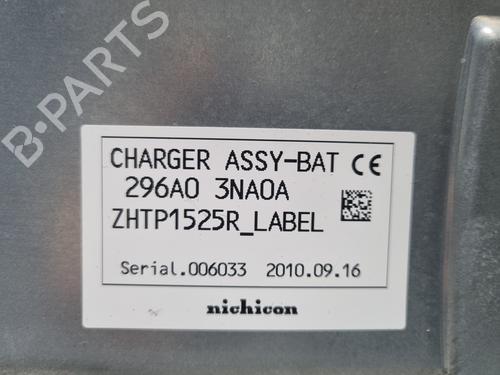 B-PARTS
CHARGER ASSY-BAT CE
296A0 3NA0A
ZHTP1525R_LABEL
Serial.006033 2010.09.16
nichicon